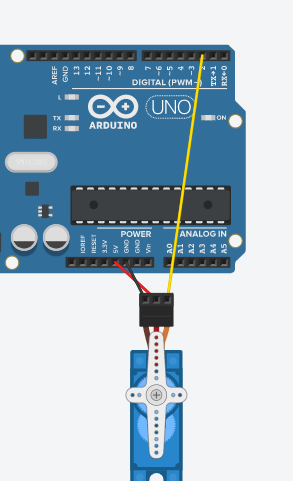 AREF
GND
13
12
~11
~10
~9
8
7
~6
~5
4
~3
2
TX→1
RX←0
DIGITAL (PWM~)
L
TX
RX
UNO
ON
ARDUINO
IOREF
RESET
3.3V
5V
GND
GND
Vin
POWER
ANALOG IN
A0
A1
A2
A3
A4
A5